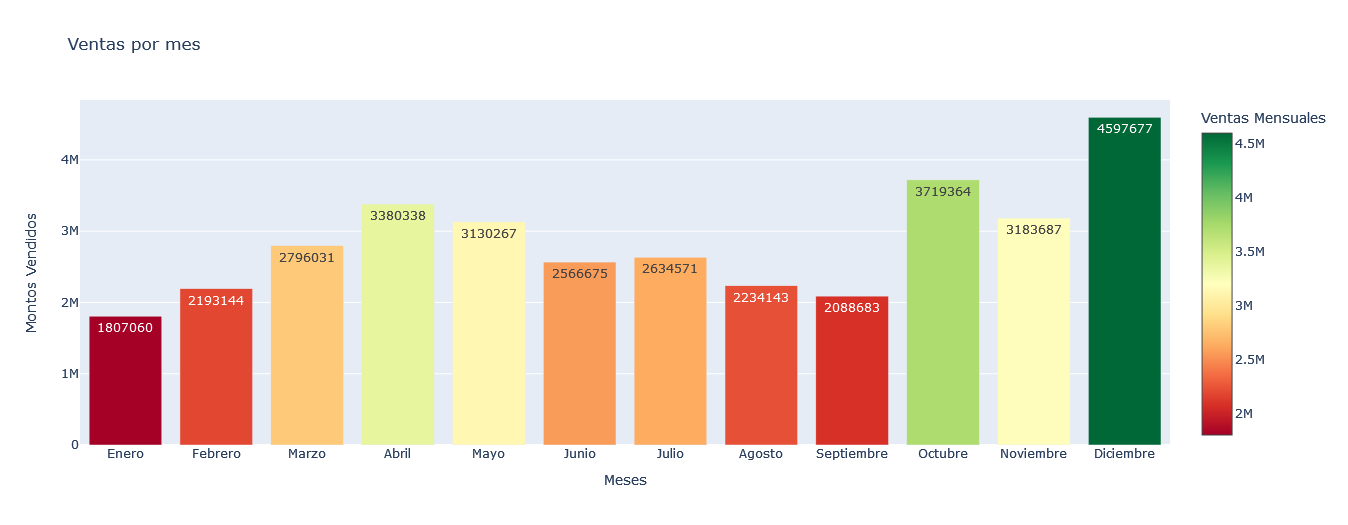 Ventas por mes
Ventas Mensuales
4597677
4.5M
4M
4M
3719364
3380338
3.5M
3183687
3130267
3M
3M
2796031
2634571
2566675
2.5M
2234143
2193144
2088683
2M
2M
1807060
1M
0
Enero Febrero Marzo Abril Mayo Junio Julio Agosto Septiembre Octubre Noviembre Diciembre
Meses
Montos Vendidos